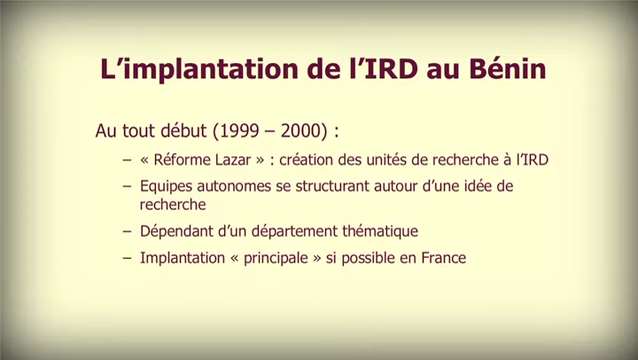 L’implantation de l’IRD au Bénin
Au tout début (1999 – 2000) :
– « Réforme Lazar » : création des unités de recherche à l’IRD
– Equipes autonomes se structurant autour d’une idée de
recherche
– Dépendant d’un département thématique
– Implantation « principale » si possible en France